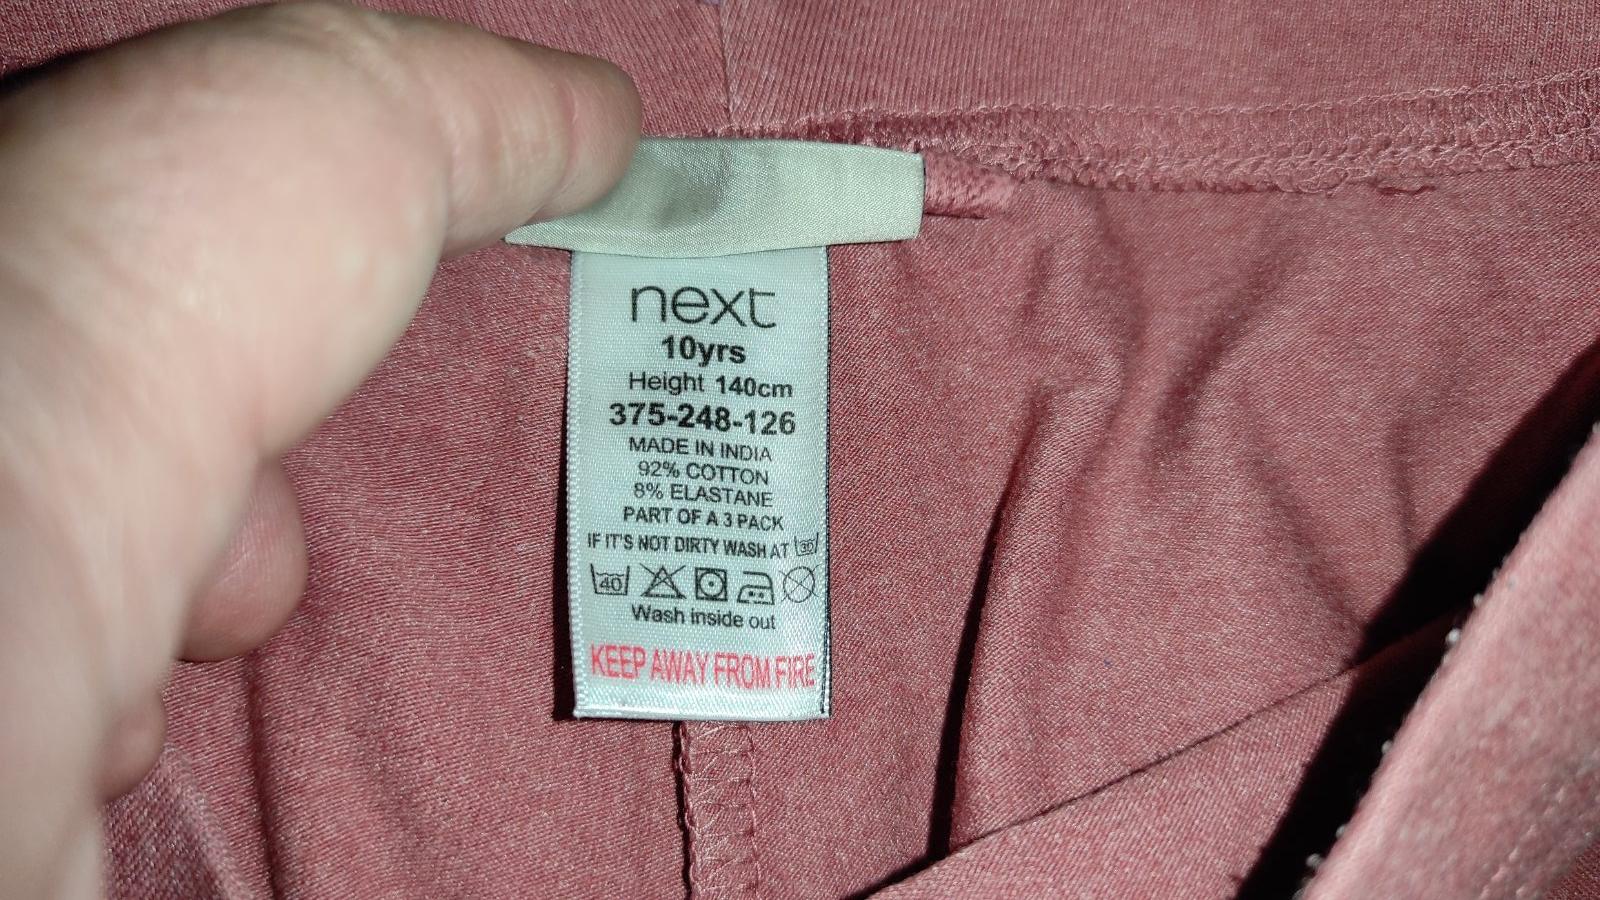 next
10yrs
Height 140cm
375-248-126
MADE IN INDIA
92% COTTON
8% ELASTANE
PART OF A 3 PACK
IF IT'S NOT DIRTY WASH AT 30
40
Wash inside out
KEEP AWAY FROM FIRE